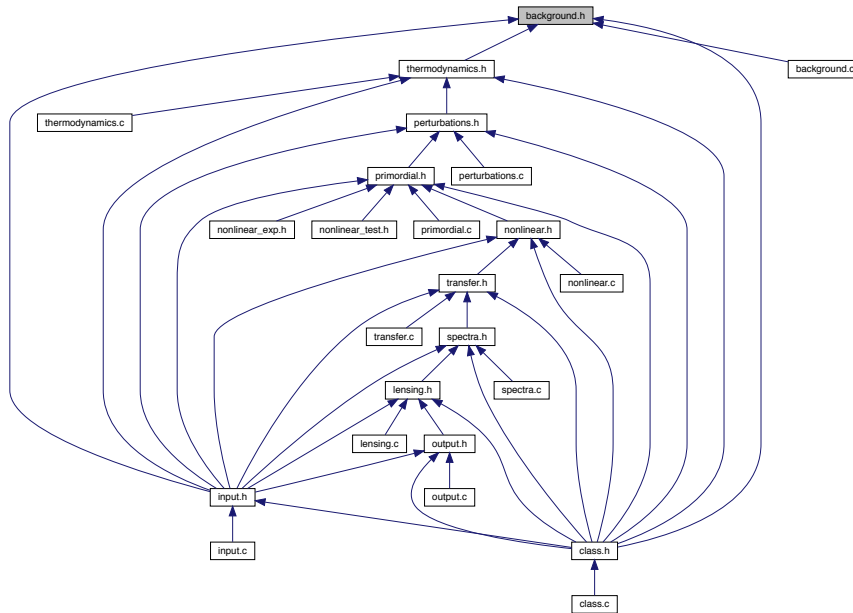 background.h
thermodynamics.h
background.c
thermodynamics.c
perturbations.h
primordial.h
perturbations.c
nonlinear_exp.h
nonlinear_test.h
primordial.c
nonlinear.h
transfer.h
nonlinear.c
transfer.c
spectra.h
lensing.h
spectra.c
lensing.c
output.h
input.h
output.c
input.c
class.h
class.c